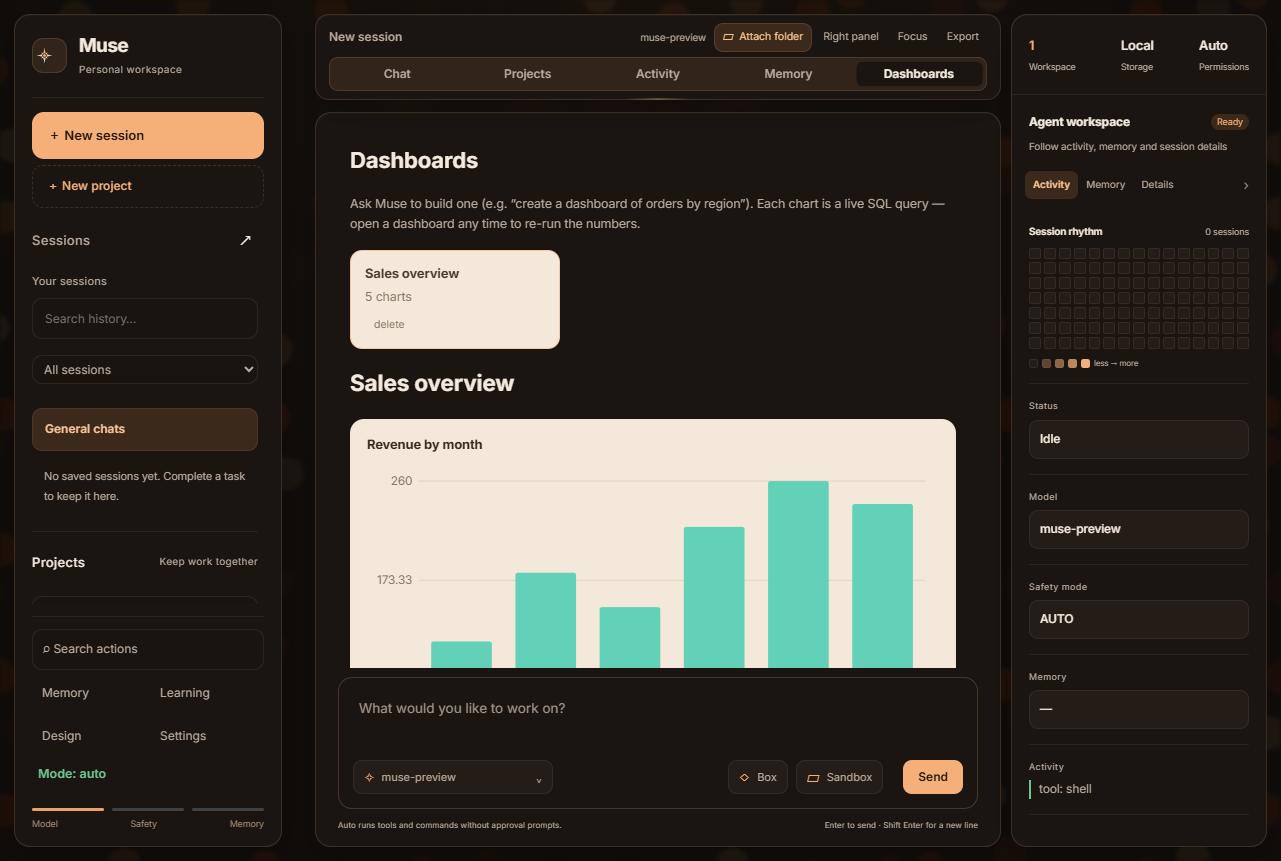 Muse
Personal workspace
+ New session
+ New project
Sessions
Your sessions
Search history...
All sessions
General chats
No saved sessions yet. Complete a task
to keep it here.
Projects
Keep work together
Search actions
Memory
Learning
Design
Settings
Mode: auto
Model
Safety
Memory
New session
muse-preview
Attach folder
Right panel
Focus
Export
Chat
Projects
Activity
Memory
Dashboards
Dashboards
Ask Muse to build one (e.g. “create a dashboard of orders by region”). Each chart is a live SQL query —
open a dashboard any time to re-run the numbers.
Sales overview
5 charts
delete
Sales overview
Revenue by month
260
173.33
What would you like to work on?
muse-preview
Box
Sandbox
Send
Auto runs tools and commands without approval prompts.
Enter to send · Shift Enter for a new line
1
Workspace
Local
Storage
Auto
Permissions
Agent workspace
Ready
Follow activity, memory and session details
Activity
Memory
Details
Session rhythm
0 sessions
less → more
Status
Idle
Model
muse-preview
Safety mode
AUTO
Memory
—
Activity
tool: shell